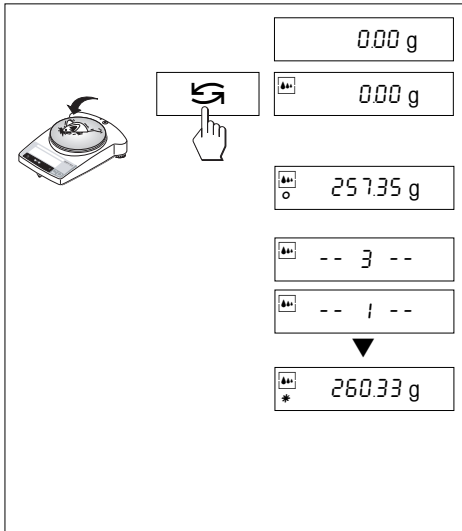 0.00 g
0.00 g
257.35 g
-- 3 --
-- 1 --
260.33 g